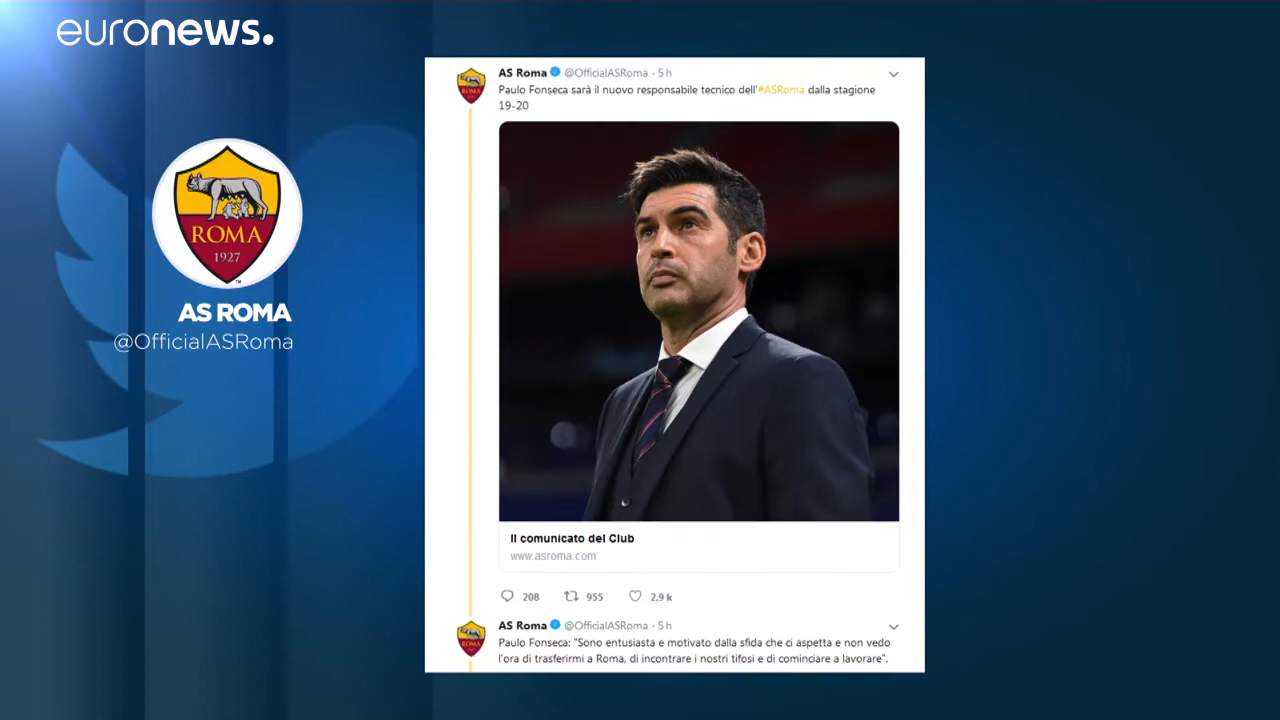 euronews.
ROMA
1927
™
AS ROMA
@OfficialASRoma
AS Roma @OfficialASRoma · 5 h
Paulo Fonseca sarà il nuovo responsabile tecnico dell'#ASRoma dalla stagione
19-20
Il comunicato del Club
www.asroma.com
208 955 2,9 k
AS Roma @OfficialASRoma · 5 h
Paulo Fonseca: "Sono entusiasta e motivato dalla sfida che ci aspetta e non vedo
l'ora di trasferirmi a Roma, di incontrare i nostri tifosi e di cominciare a lavorare".